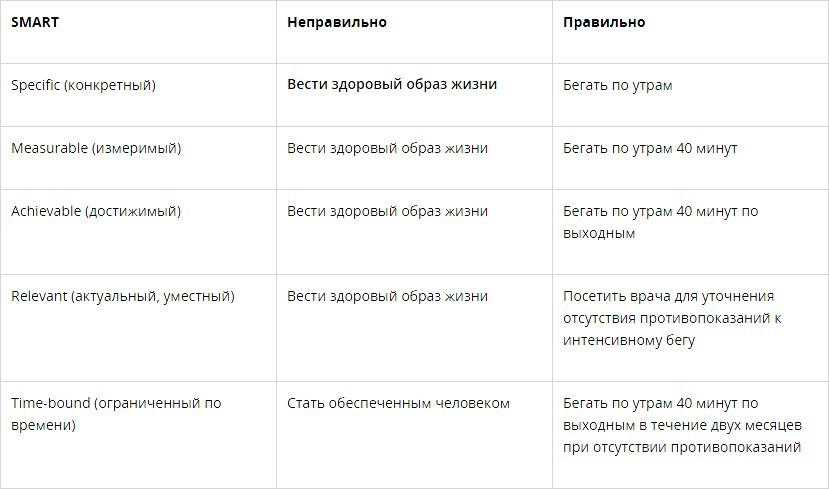 SMART
Неправильно
Правильно
Specific (конкретный)
Вести здоровый образ жизни
Бегать по утрам
Measurable (измеримый)
Вести здоровый образ жизни
Бегать по утрам 40 минут
Achievable (достижимый)
Вести здоровый образ жизни
Бегать по утрам 40 минут по
выходным
Relevant (актуальный, уместный)
Вести здоровый образ жизни
Посетить врача для уточнения
отсутствия противопоказаний к
интенсивному бегу
Time-bound (ограниченный по
времени)
Стать обеспеченным человеком
Бегать по утрам 40 минут по
выходным в течение двух месяцев
при отсутствии противопоказаний